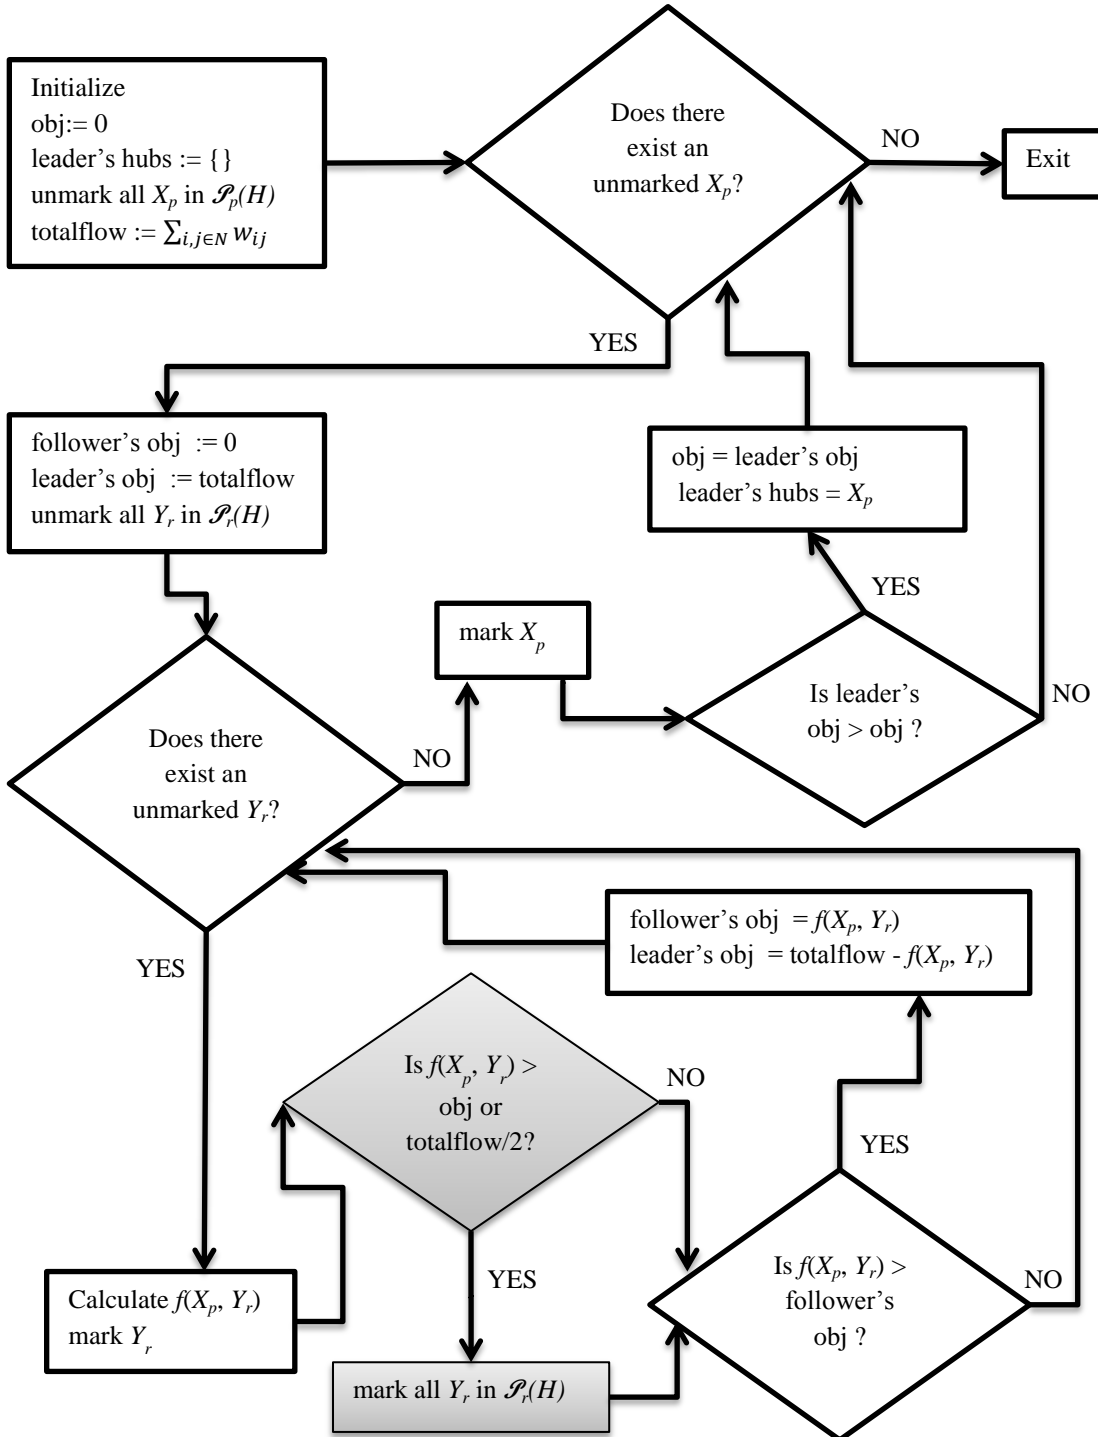 Initialize
obj:= 0
leader's hubs := {}
unmark all X_p in 𝒫_p(H)
totalflow := ∑_{i,j∈N} w_{ij}
Does there
exist an
unmarked X_p?
NO
Exit
YES
follower's obj := 0
leader's obj := totalflow
unmark all Y_r in 𝒫_r(H)
obj = leader's obj
leader's hubs = X_p
YES
mark X_p
Is leader's
obj > obj ?
NO
Does there
exist an
unmarked Y_r?
NO
YES
follower's obj = f(X_p, Y_r)
leader's obj = totalflow - f(X_p, Y_r)
Is f(X_p, Y_r) >
obj or
totalflow/2?
NO
YES
YES
Calculate f(X_p, Y_r)
mark Y_r
mark all Y_r in 𝒫_r(H)
Is f(X_p, Y_r) >
follower's
obj ?
NO